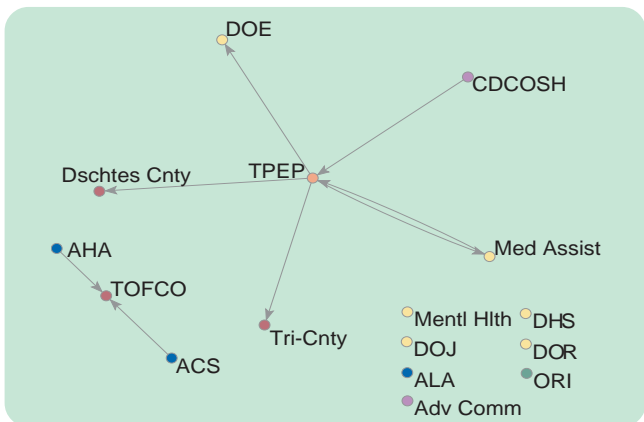 DOE
CDCOSH
Dschtes Cnty
TPEP
AHA
Med Assist
TOFCO
Tri-Cnty
ACS
Mentl Hlth
DHS
DOJ
DOR
ALA
ORI
Adv Comm